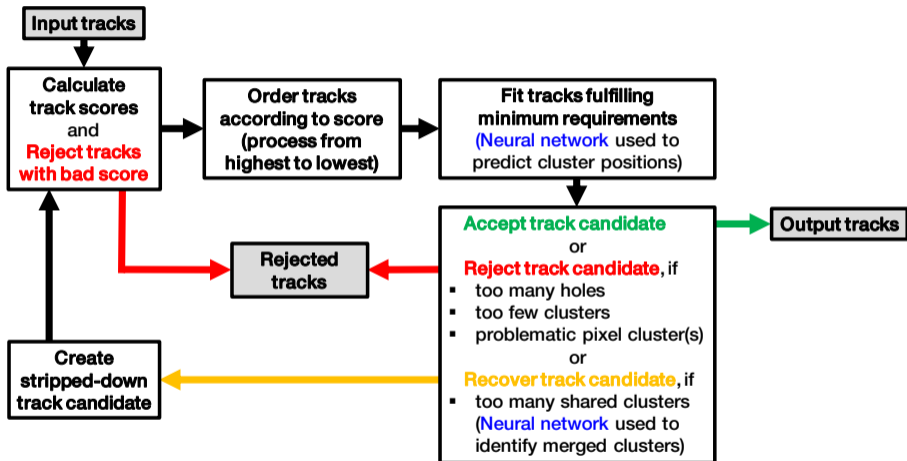 Input tracks
Calculate
track scores
and
Reject tracks
with bad score
Order tracks
according to score
(process from
highest to lowest)
Fit tracks fulfilling
minimum requirements
(Neural network used to
predict cluster positions)
Accept track candidate
or
Reject track candidate, if
▪ too many holes
▪ too few clusters
▪ problematic pixel cluster(s)
or
Recover track candidate, if
▪ too many shared clusters
(Neural network used to
identify merged clusters)
Output tracks
Rejected
tracks
Create
stripped-down
track candidate